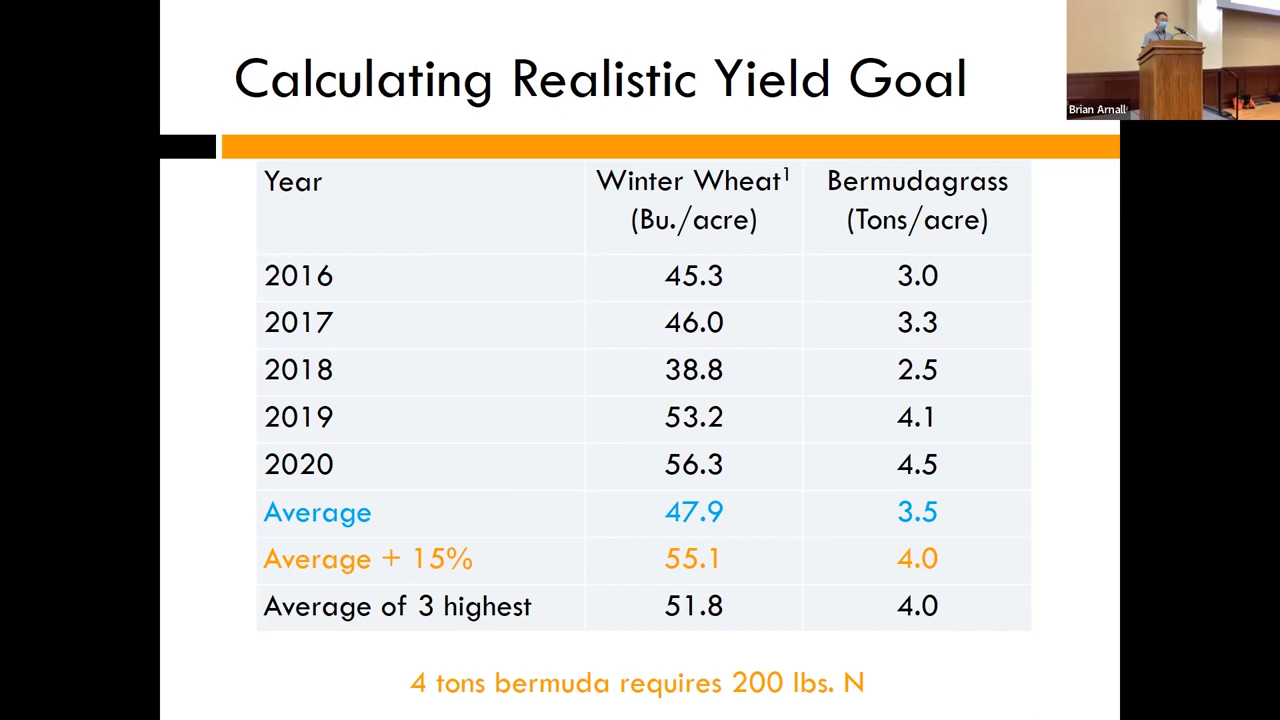 Calculating Realistic Yield Goal
Brian Arnall
Year Winter Wheat¹ Bermudagrass
(Bu./acre) (Tons/acre)
2016 45.3 3.0
2017 46.0 3.3
2018 38.8 2.5
2019 53.2 4.1
2020 56.3 4.5
Average 47.9 3.5
Average + 15% 55.1 4.0
Average of 3 highest 51.8 4.0
4 tons bermuda requires 200 lbs. N